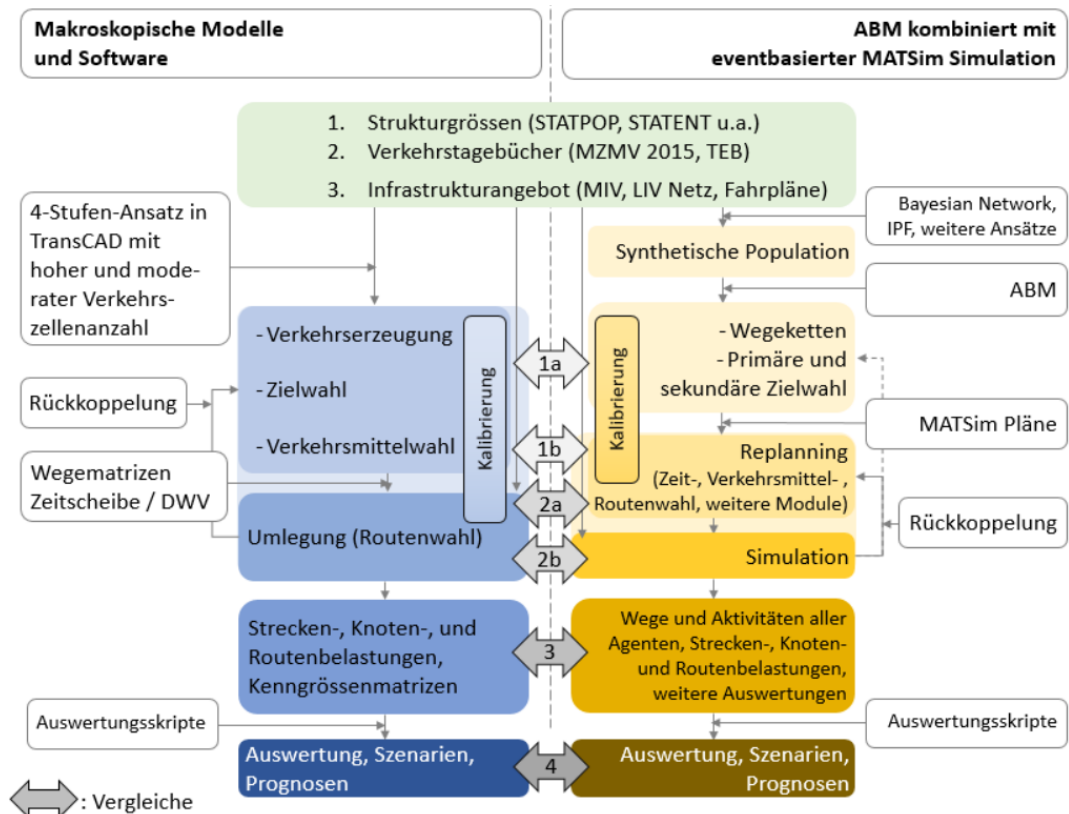 Makroskopische Modelle
und Software
ABM kombiniert mit
eventbasierter MATSim Simulation
1. Strukturgrössen (STATPOP, STATENT u.a.)
2. Verkehrstagebücher (MZMV 2015, TEB)
3. Infrastrukturangebot (MIV, LIV Netz, Fahrpläne)
4-Stufen-Ansatz in
TransCAD mit
hoher und mode-
rater Verkehrs-
zellenanzahl
Bayesian Network,
IPF, weitere Ansätze
Synthetische Population
ABM
-Verkehrserzeugung
-Zielwahl
-Verkehrsmittelwahl
Kalibrierung
1a
Kalibrierung
-Wegeketten
-Primäre und
sekundäre Zielwahl
Rückkoppelung
MATSim Pläne
1b
Replanning
(Zeit-, Verkehrsmittel- ,
Routenwahl, weitere Module)
Wegematrizen
Zeitscheibe / DWV
2a
Rückkoppelung
Umlegung (Routenwahl)
2b
Simulation
Strecken-, Knoten-, und
Routenbelastungen,
Kenngrössenmatrizen
3
Wege und Aktivitäten aller
Agenten, Strecken-, Knoten-
und Routenbelastungen,
weitere Auswertungen
Auswertungsskripte
Auswertungsskripte
Auswertung, Szenarien,
Prognosen
4
Auswertung, Szenarien,
Prognosen
: Vergleiche